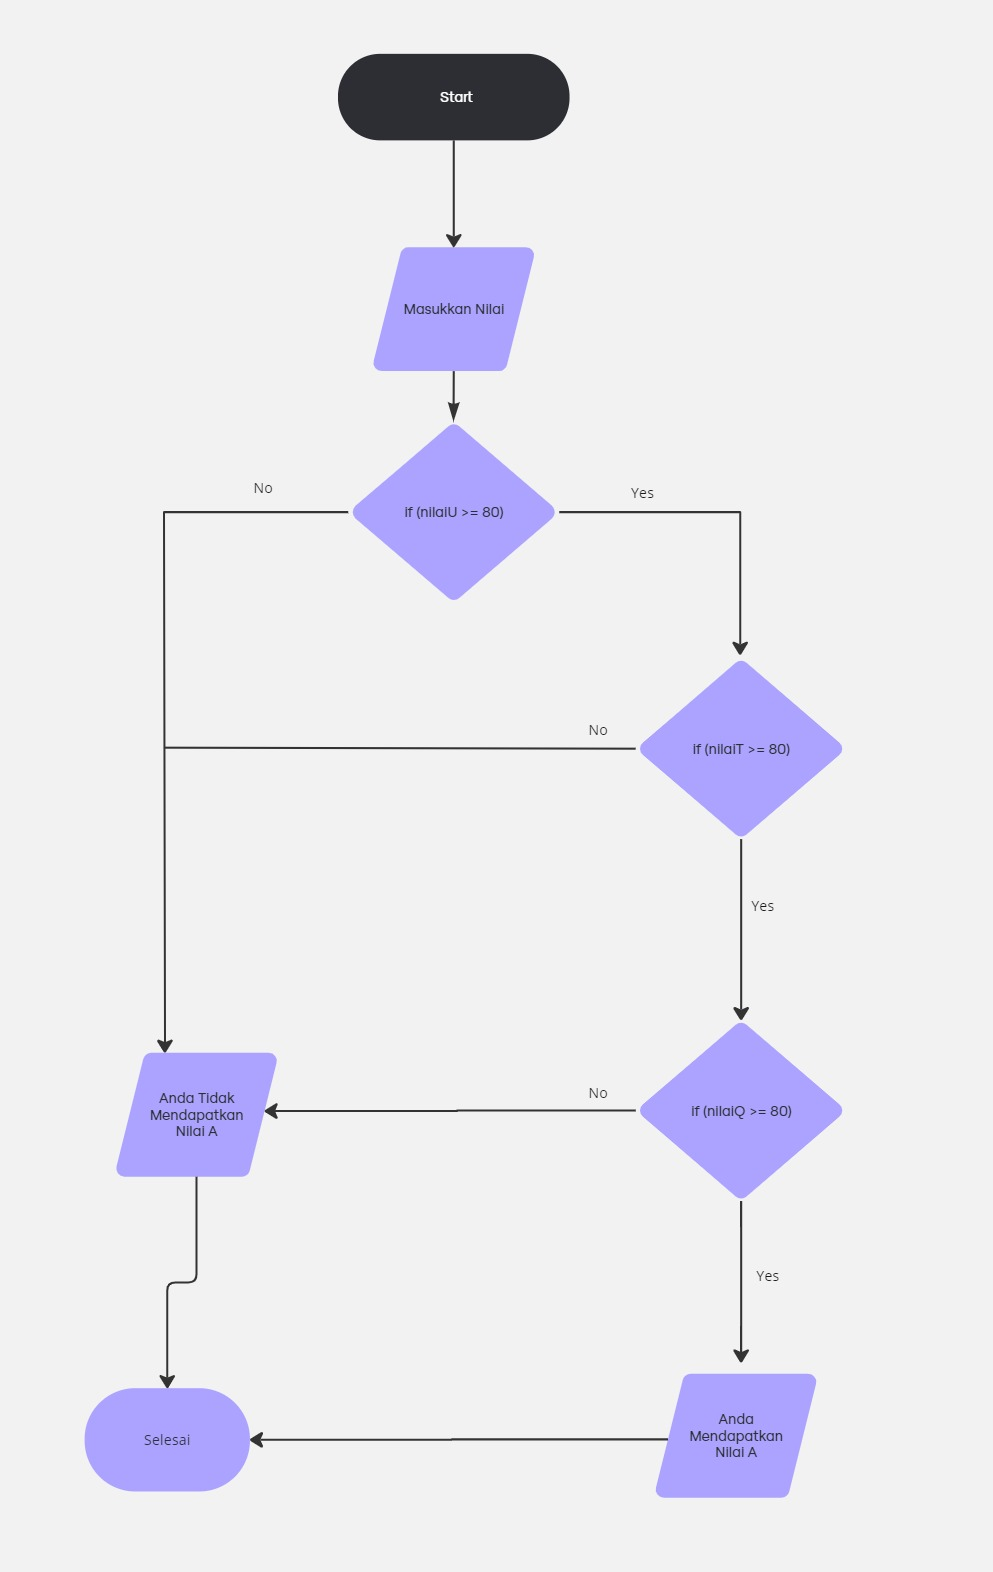 Start
Masukkan Nilai
No
Yes
if (nilaiU >= 80)
No
if (nilaiT >= 80)
Yes
Anda Tidak
Mendapatkan
Nilai A
No
if (nilaiQ >= 80)
Yes
Selesai
Anda
Mendapatkan
Nilai A